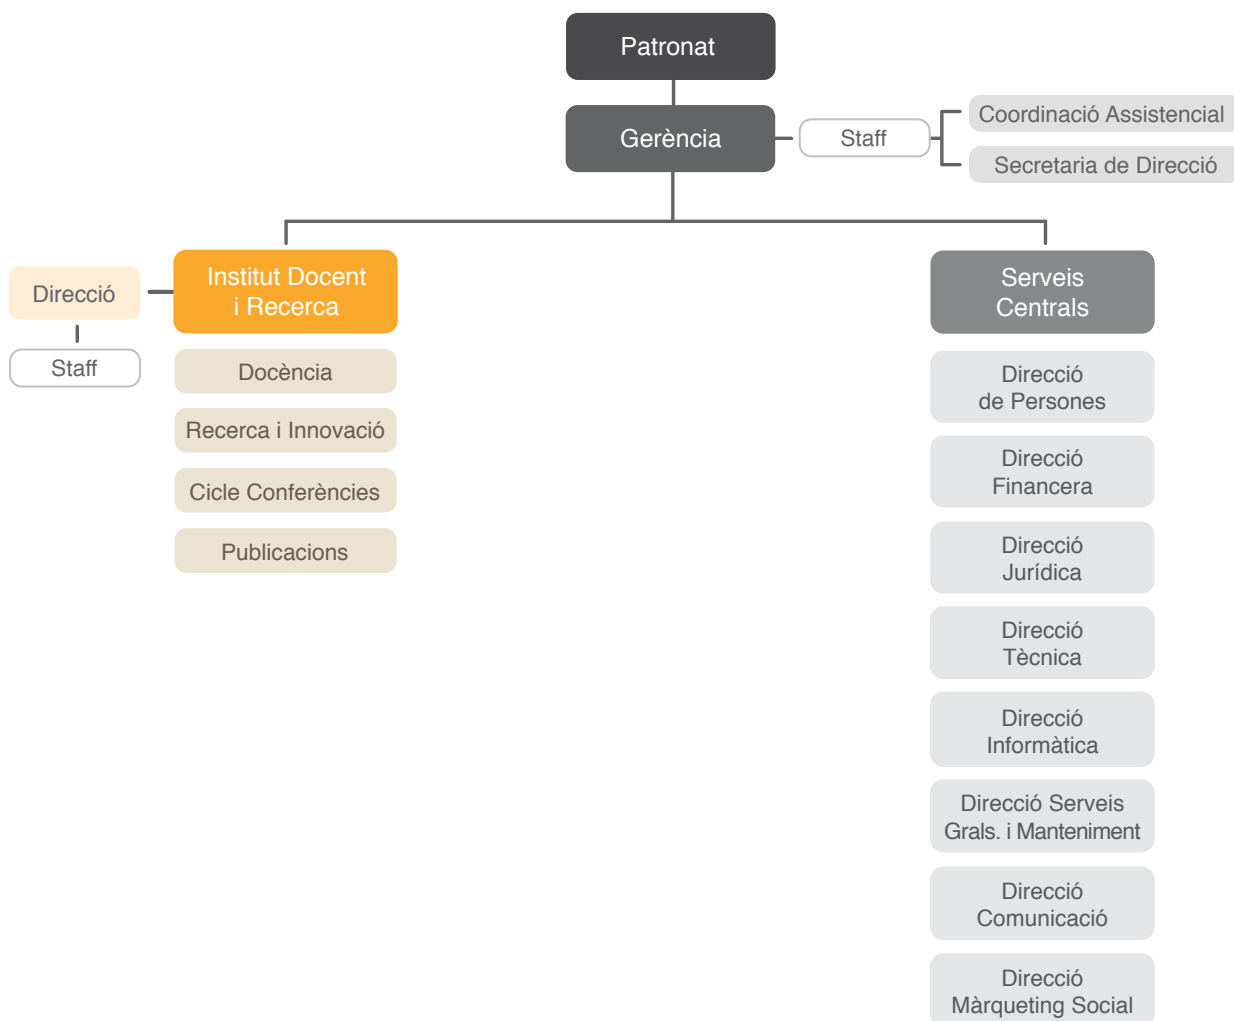 Patronat
Gerència
Staff
Coordinació Assistencial
Secretaria de Direcció
Direcció
Staff
Institut Docent
i Recerca
Docència
Recerca i Innovació
Cicle Conferències
Publicacions
Serveis
Centrals
Direcció
de Persones
Direcció
Financera
Direcció
Jurídica
Direcció
Tècnica
Direcció
Informàtica
Direcció Serveis
Grals. i Manteniment
Direcció
Comunicació
Direcció
Màrqueting Social